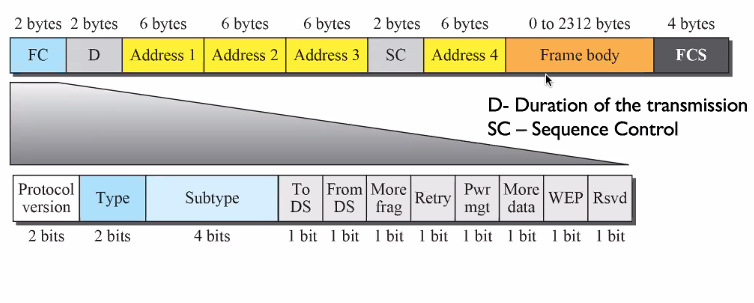 2 bytes 2 bytes 6 bytes 6 bytes 6 bytes 2 bytes 6 bytes 0 to 2312 bytes 4 bytes
FC D Address 1 Address 2 Address 3 SC Address 4 Frame body FCS
D- Duration of the transmission
SC – Sequence Control
Protocol version Type Subtype To DS From DS More frag Retry Pwr mgt More data WEP Rsvd
2 bits 2 bits 4 bits 1 bit 1 bit 1 bit 1 bit 1 bit 1 bit 1 bit 1 bit